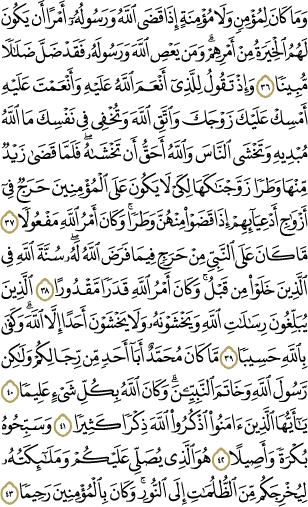 وَمَا كَانَ لِمُؤْمِنٍ وَلَا مُؤْمِنَةٍ إِذَا قَضَى ٱللَّهُ وَرَسُولُهُۥٓ أَمْرًا أَن يَكُونَ
لَهُمُ ٱلْخِيَرَةُ مِنْ أَمْرِهِمْ ۗ وَمَن يَعْصِ ٱللَّهَ وَرَسُولَهُۥ فَقَدْ ضَلَّ ضَلَٰلًا
مُّبِينًا ٣٦ وَإِذْ تَقُولُ لِلَّذِىٓ أَنْعَمَ ٱللَّهُ عَلَيْهِ وَأَنْعَمْتَ عَلَيْهِ
أَمْسِكْ عَلَيْكَ زَوْجَكَ وَٱتَّقِ ٱللَّهَ وَتُخْفِى فِى نَفْسِكَ مَا ٱللَّهُ
مُبْدِيهِ وَتَخْشَى ٱلنَّاسَ وَٱللَّهُ أَحَقُّ أَن تَخْشَىٰهُ ۖ فَلَمَّا قَضَىٰ زَيْدٌ
مِّنْهَا وَطَرًا زَوَّجْنَٰكَهَا لِكَىْ لَا يَكُونَ عَلَى ٱلْمُؤْمِنِينَ حَرَجٌ فِىٓ
أَزْوَٰجِ أَدْعِيَآئِهِمْ إِذَا قَضَوْا۟ مِنْهُنَّ وَطَرًا ۚ وَكَانَ أَمْرُ ٱللَّهِ مَفْعُولًا ٣٧
مَّا كَانَ عَلَى ٱلنَّبِىِّ مِنْ حَرَجٍ فِيمَا فَرَضَ ٱللَّهُ لَهُۥ ۖ سُنَّةَ ٱللَّهِ فِى
ٱلَّذِينَ خَلَوْا۟ مِن قَبْلُ ۚ وَكَانَ أَمْرُ ٱللَّهِ قَدَرًا مَّقْدُورًا ٣٨ ٱلَّذِينَ
يُبَلِّغُونَ رِسَٰلَٰتِ ٱللَّهِ وَيَخْشَوْنَهُۥ وَلَا يَخْشَوْنَ أَحَدًا إِلَّا ٱللَّهَ ۗ وَكَفَىٰ
بِٱللَّهِ حَسِيبًا ٣٩ مَّا كَانَ مُحَمَّدٌ أَبَآ أَحَدٍ مِّن رِّجَالِكُمْ وَلَٰكِن
رَّسُولَ ٱللَّهِ وَخَاتَمَ ٱلنَّبِيِّـۧنَ ۗ وَكَانَ ٱللَّهُ بِكُلِّ شَىْءٍ عَلِيمًا ٤٠
يَٰٓأَيُّهَا ٱلَّذِينَ ءَامَنُوا۟ ٱذْكُرُوا۟ ٱللَّهَ ذِكْرًا كَثِيرًا ٤١ وَسَبِّحُوهُ
بُكْرَةً وَأَصِيلًا ٤٢ هُوَ ٱلَّذِى يُصَلِّى عَلَيْكُمْ وَمَلَٰٓئِكَتُهُۥ
لِيُخْرِجَكُم مِّنَ ٱلظُّلُمَٰتِ إِلَى ٱلنُّورِ ۚ وَكَانَ بِٱلْمُؤْمِنِينَ رَحِيمًا ٤٣